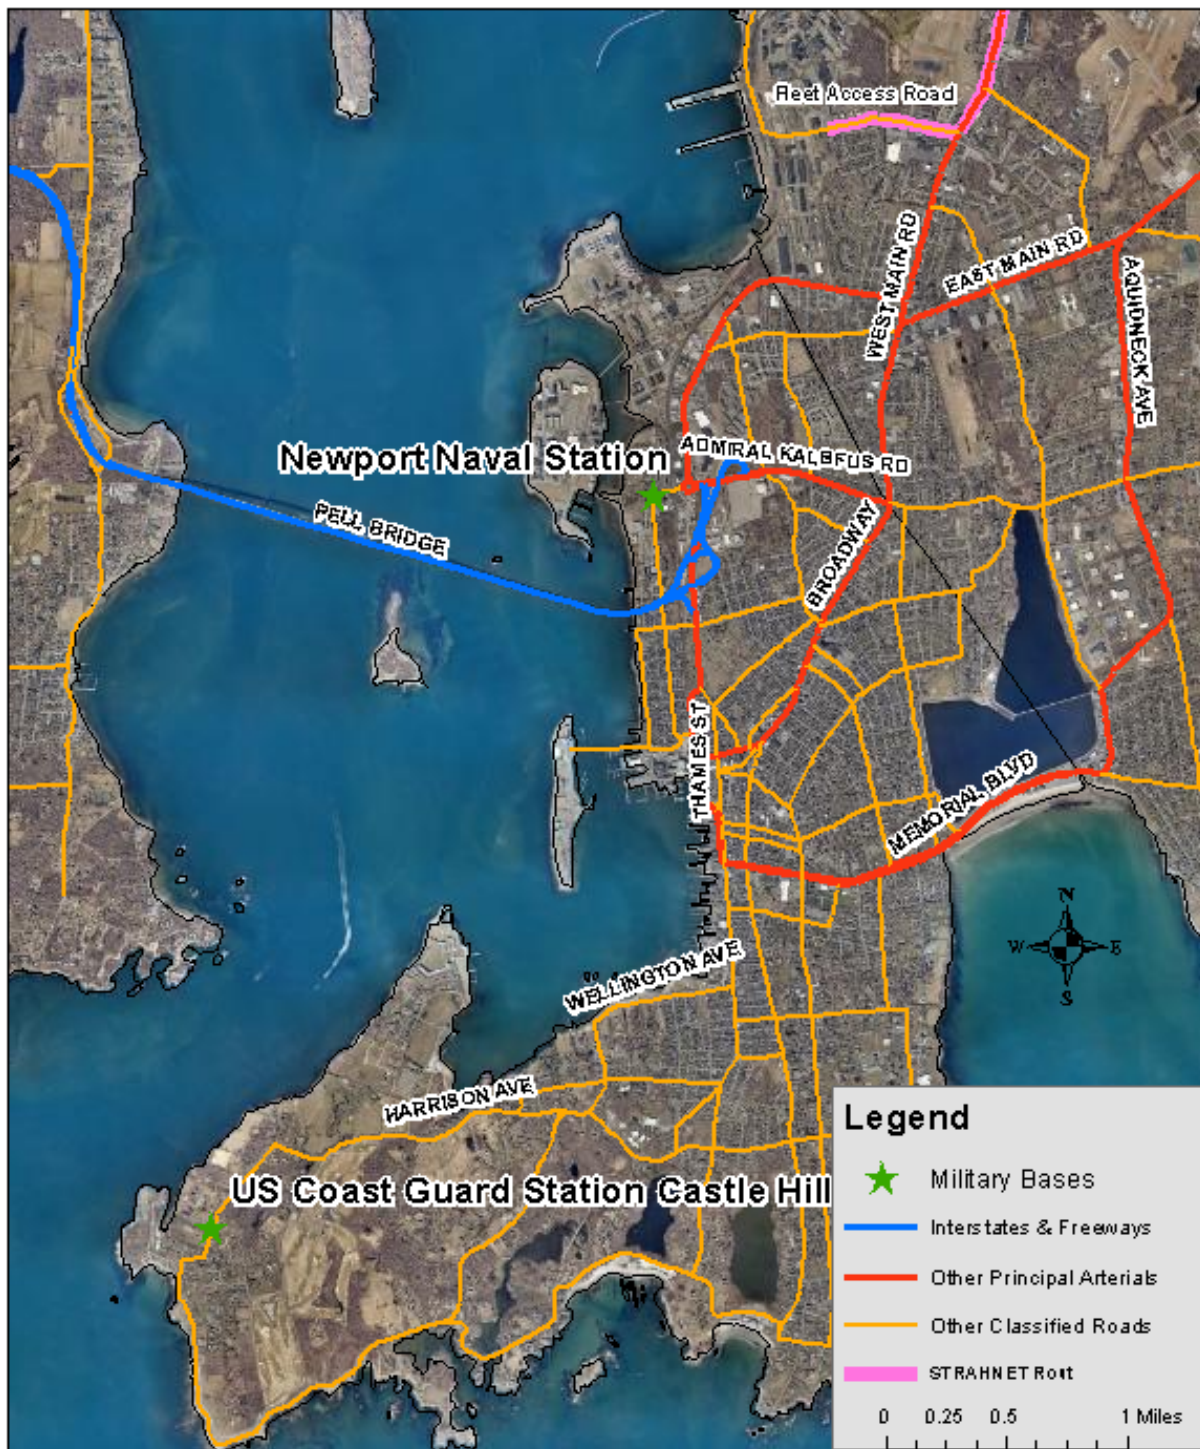 Fleet Access Road
WEST MAIN RD
EAST MAIN RD
AQUIDNECK AVE
Newport Naval Station
ADMIRAL KALBFUS RD
PELL BRIDGE
BROADWAY
THAMES ST
MEMORIAL BLVD
N
W E
S
WELLINGTON AVE
HARRISON AVE
US Coast Guard Station Castle Hill
Legend
Military Bases
Interstates & Freeways
Other Principal Arterials
Other Classified Roads
STRAHNET Rout
0 0.25 0.5 1 Miles